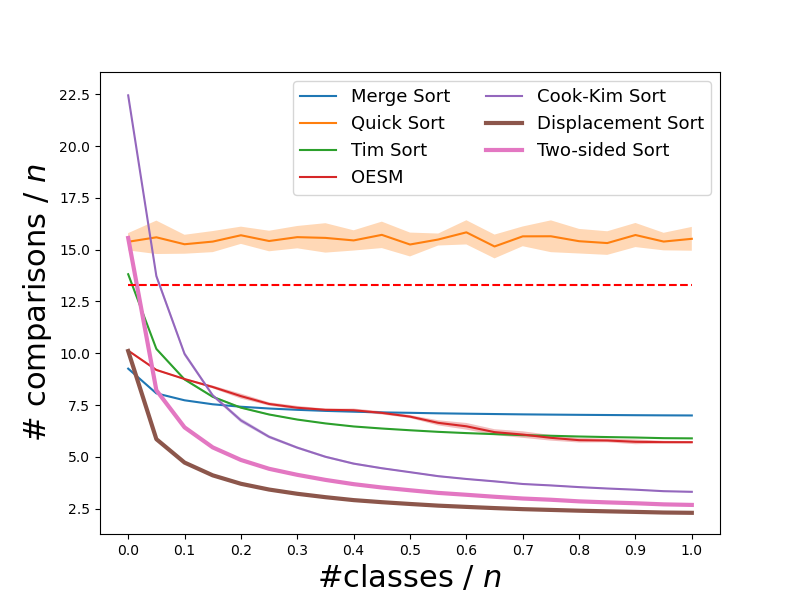 22.5
20.0
17.5
15.0
12.5
10.0
7.5
5.0
2.5
# comparisons / n
Merge Sort
Quick Sort
Tim Sort
OESM
Cook-Kim Sort
Displacement Sort
Two-sided Sort
0.0 0.1 0.2 0.3 0.4 0.5 0.6 0.7 0.8 0.9 1.0
#classes / n